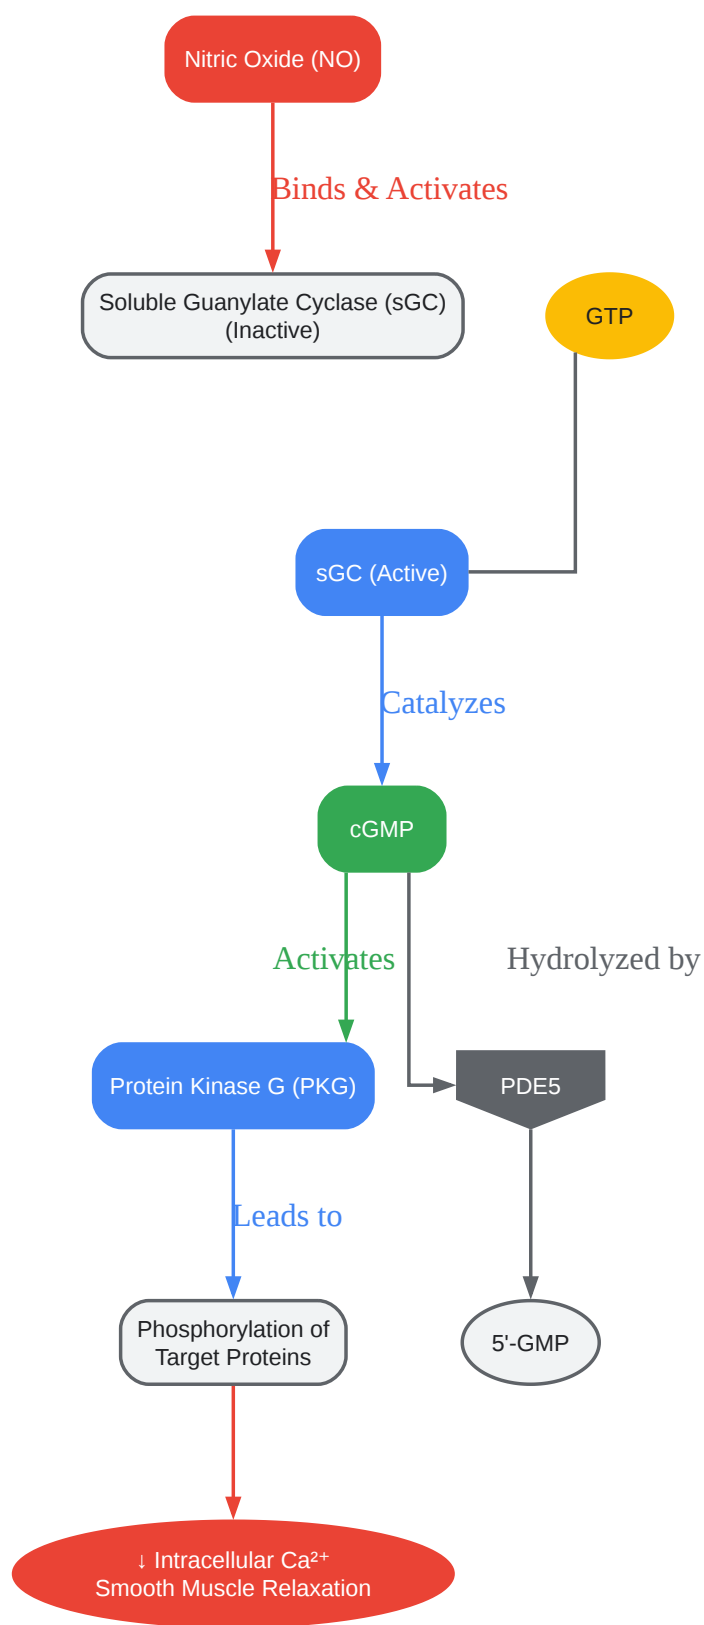 Nitric Oxide (NO)
Binds & Activates
Soluble Guanylate Cyclase (sGC)
(Inactive)
GTP
sGC (Active)
Catalyzes
cGMP
Activates
Hydrolyzed by
Protein Kinase G (PKG)
PDE5
Leads to
Phosphorylation of
Target Proteins
5'-GMP
↓ Intracellular Ca²⁺
Smooth Muscle Relaxation